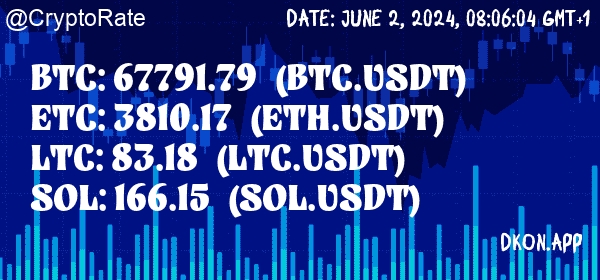 @CryptoRate
DATE: JUNE 2, 2024, 08:06:04 GMT+1
BTC: 67791.79 (BTC.USDT)
ETC: 3810.17 (ETH.USDT)
LTC: 83.18 (LTC.USDT)
SOL: 166.15 (SOL.USDT)
DKON.APP